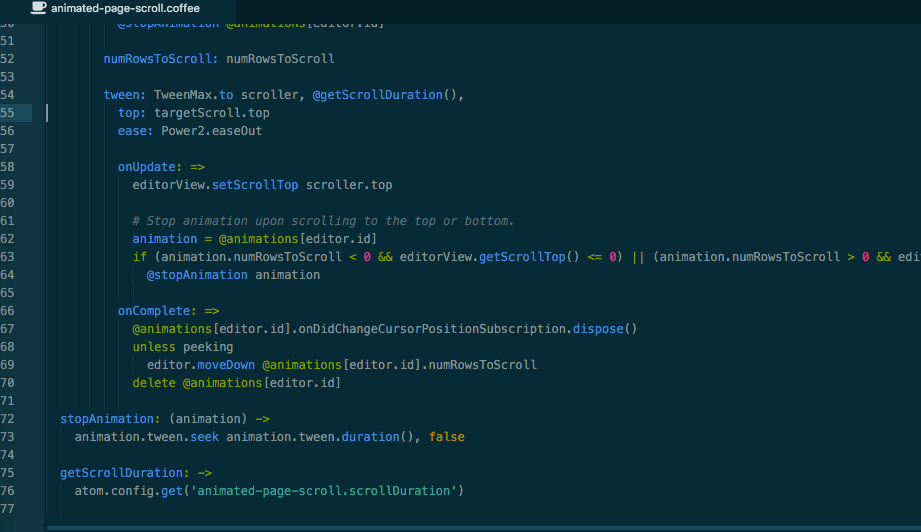 animated-page-scroll.coffee
50 @stopAnimation @animations[editor.id]
51
52 numRowsToScroll: numRowsToScroll
53
54 tween: TweenMax.to scroller, @getScrollDuration(),
55 top: targetScroll.top
56 ease: Power2.easeOut
57
58 onUpdate: =>
59 editorView.setScrollTop scroller.top
60
61 # Stop animation upon scrolling to the top or bottom.
62 animation = @animations[editor.id]
63 if (animation.numRowsToScroll < 0 && editorView.getScrollTop() <= 0) || (animation.numRowsToScroll > 0 && edi
64 @stopAnimation animation
65
66 onComplete: =>
67 @animations[editor.id].onDidChangeCursorPositionSubscription.dispose()
68 unless peeking
69 editor.moveDown @animations[editor.id].numRowsToScroll
70 delete @animations[editor.id]
71
72 stopAnimation: (animation) ->
73 animation.tween.seek animation.tween.duration(), false
74
75 getScrollDuration: ->
76 atom.config.get('animated-page-scroll.scrollDuration')
77